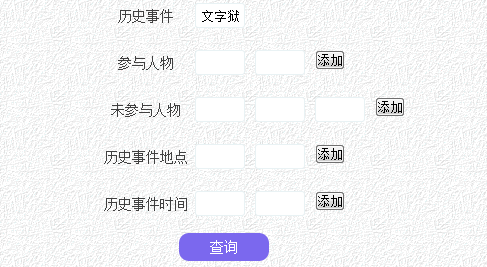 历史事件 文字狱
参与人物 添加
未参与人物 添加
历史事件地点 添加
历史事件时间 添加
查询